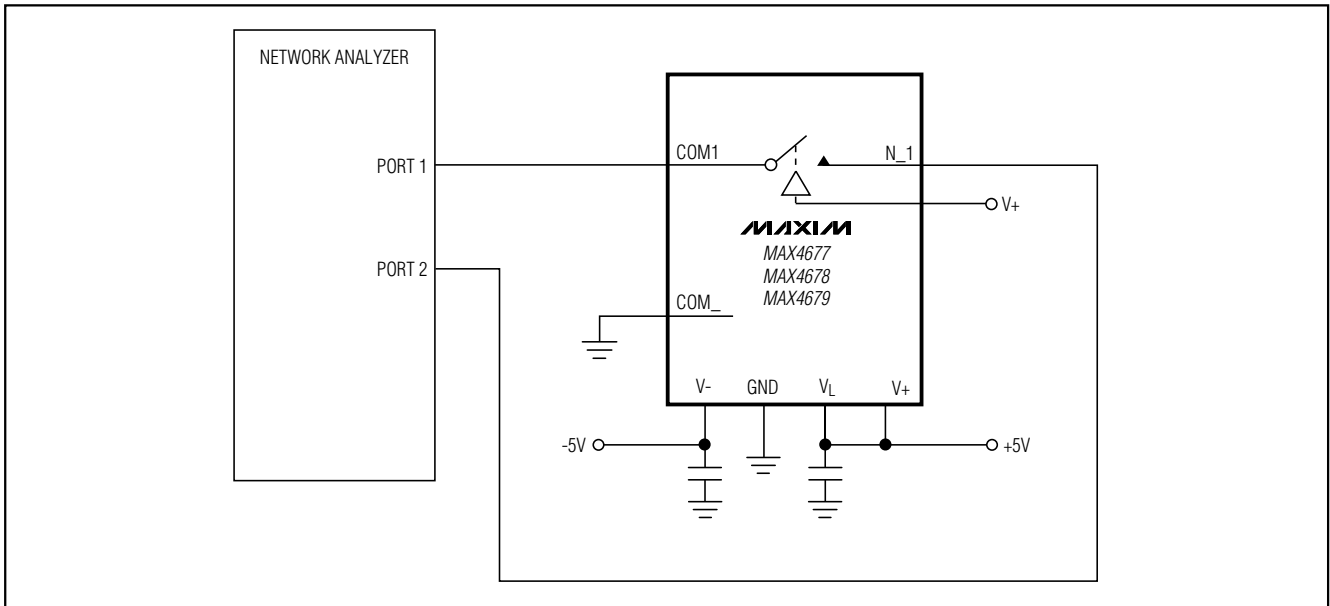 NETWORK ANALYZER
PORT 1
COM1
N_1
V+
MAXIM
MAX4677
MAX4678
MAX4679
PORT 2
COM_
V-
GND
VL
V+
-5V
+5V